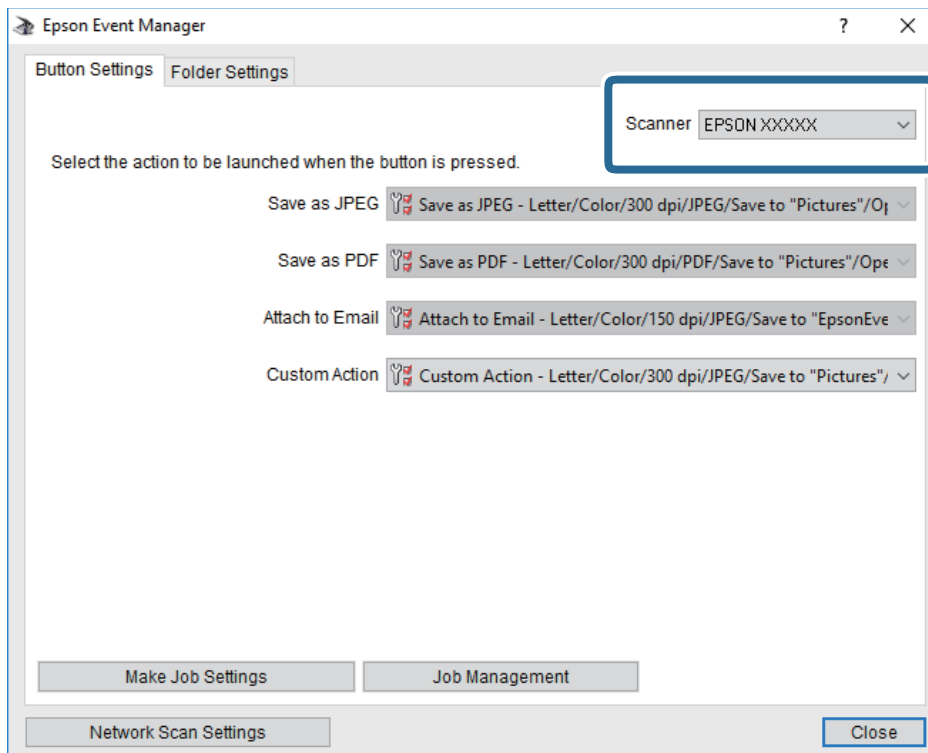 Epson Event Manager
Button Settings Folder Settings
Scanner EPSON XXXXX
Select the action to be launched when the button is pressed.
Save as JPEG Save as JPEG - Letter/Color/300 dpi/JPEG/Save to "Pictures"/Op
Save as PDF Save as PDF - Letter/Color/300 dpi/PDF/Save to "Pictures"/Ope
Attach to Email Attach to Email - Letter/Color/150 dpi/JPEG/Save to "EpsonEve
Custom Action Custom Action - Letter/Color/300 dpi/JPEG/Save to "Pictures"/
Make Job Settings Job Management
Network Scan Settings Close